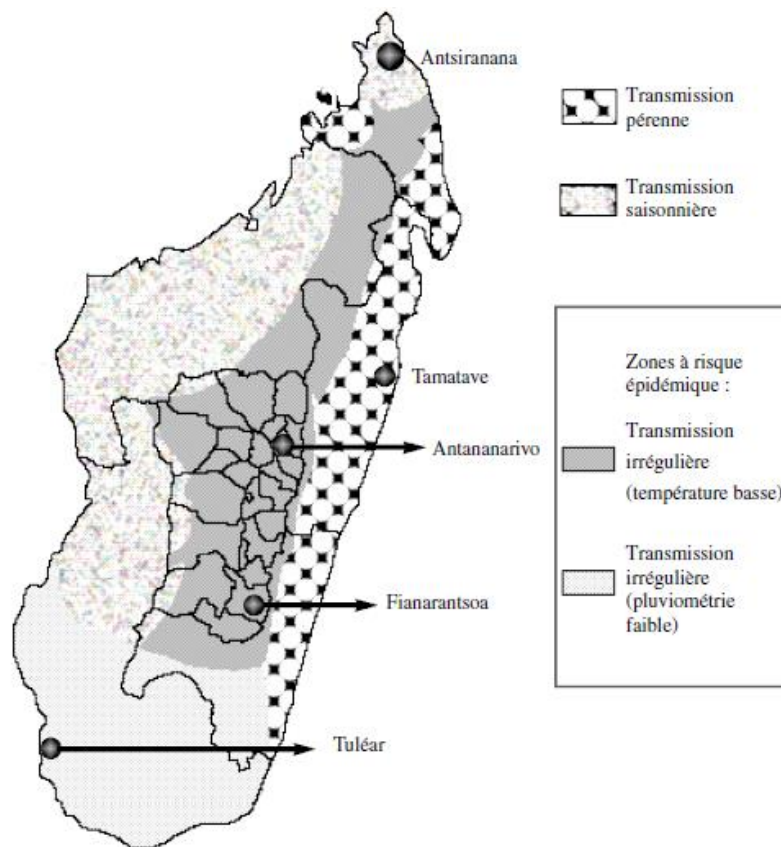 Antsiranana
Transmission
pérenne
Transmission
saisonnière
Tamatave
Antananarivo
Fianarantsoa
Tuléar
Zones à risque
épidémique :
Transmission
irrégulière
(température basse)
Transmission
irrégulière
(pluviométrie
faible)